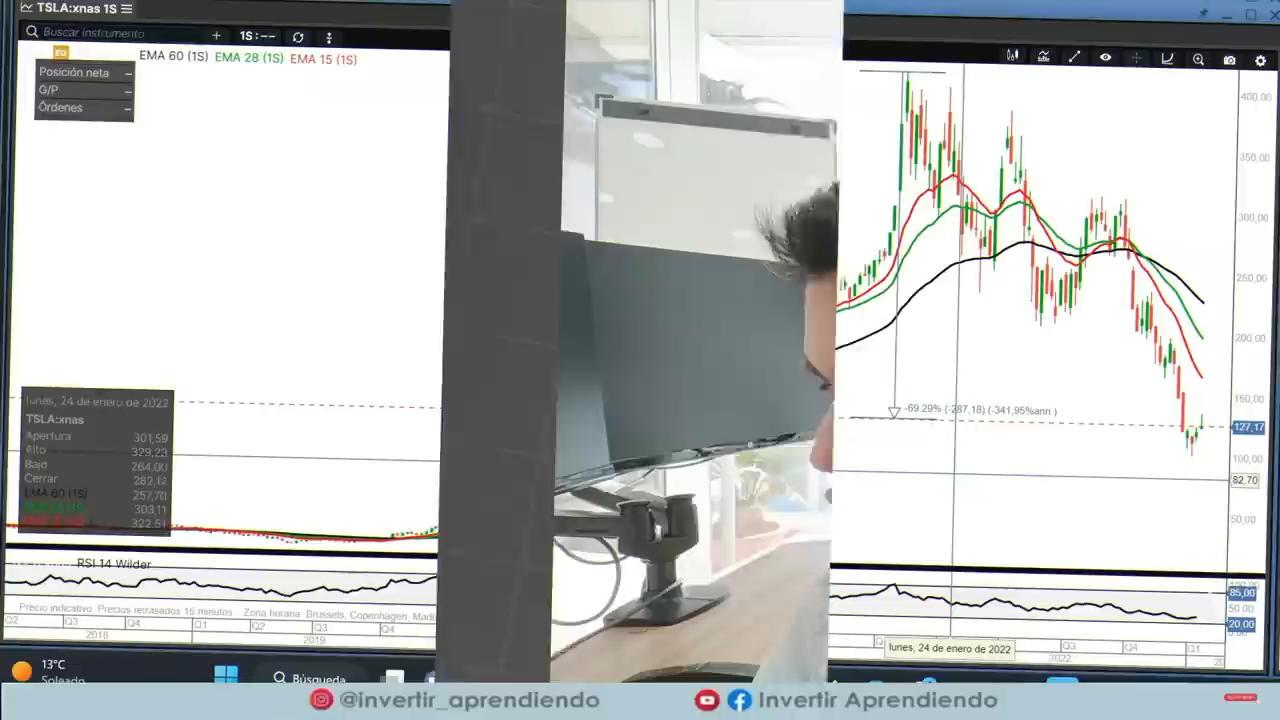 TSLA:xnas 1S
Buscar instrumento
1S:--
EMA 60 (1S) EMA 28 (1S) EMA 15 (1S)
Posición neta –
G/P –
Órdenes –
lunes, 24 de enero de 2022
TSLA:xnas
Apertura 301,59
Alto 329,23
Bajo 264,00
Cerrar 282,12
EMA 60 (1S) 257,70
303,11
322,51
RSI 14 Wilder
Precio indicativo Precios retrasados 15 minutos Zona horaria Brussels, Copenhagen, Madri
Q2 Q3 Q4 Q1 Q2 Q3 Q4
2018 2019
13°C
Soleado
Búsqueda
400,00
350,00
300,00
250,00
200,00
150,00
-69.29% (-287,18) (-341,95%ann.)
127,17
100,00
82,70
50,00
85,00
50,00
20,00
lunes, 24 de enero de 2022
Q3 Q4 Q1
2022
@invertir_aprendiendo
Invertir Aprendiendo